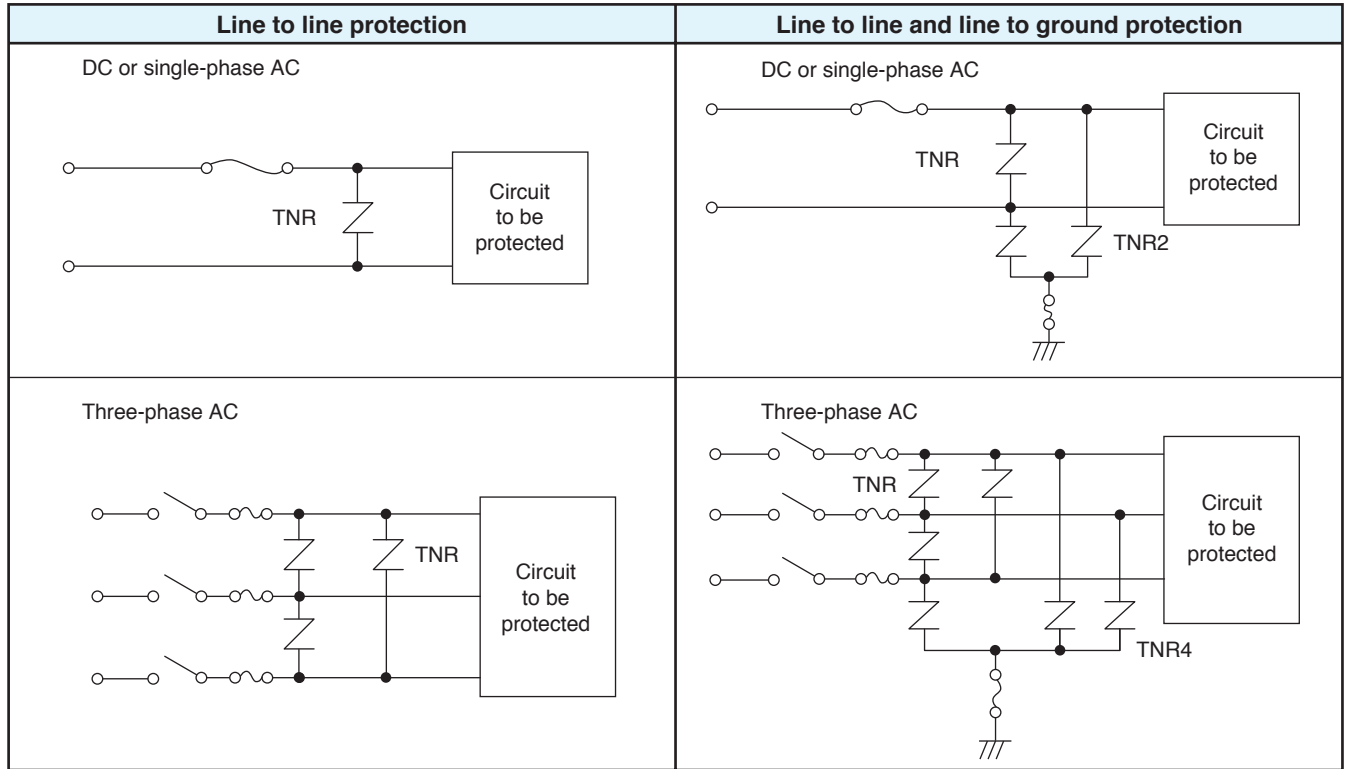 Line to line protection
Line to line and line to ground protection
DC or single-phase AC
TNR
Circuit
to be
protected
DC or single-phase AC
TNR
TNR2
Circuit
to be
protected
Three-phase AC
TNR
Circuit
to be
protected
Three-phase AC
TNR
TNR4
Circuit
to be
protected